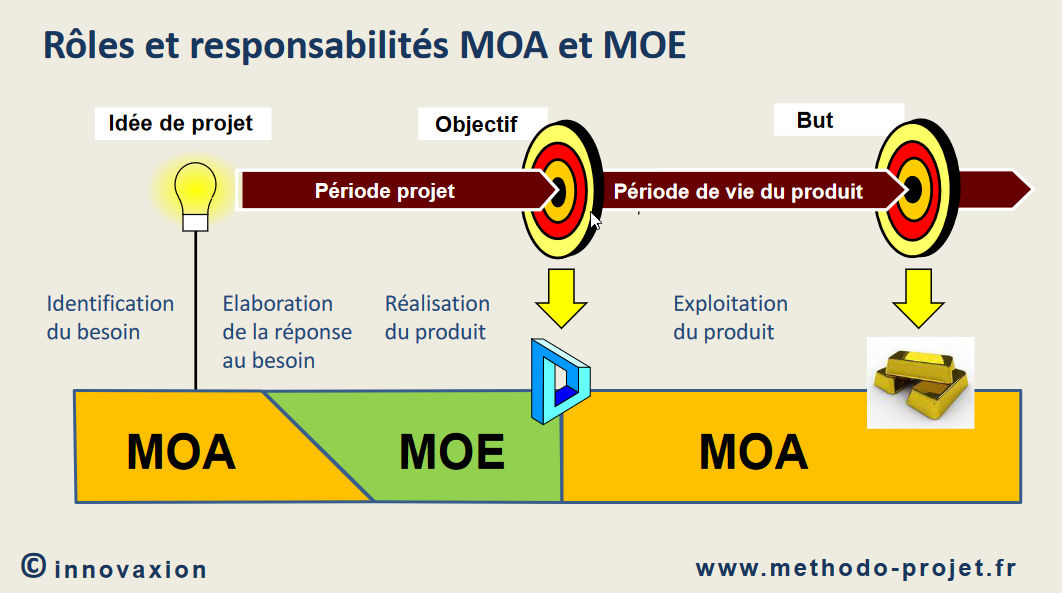 Rôles et responsabilités MOA et MOE
Idée de projet
Objectif
But
Période projet
Période de vie du produit
Identification
du besoin
Elaboration
de la réponse
au besoin
Réalisation
du produit
Exploitation
du produit
MOA
MOE
MOA
© innovaxion
www.methodo-projet.fr